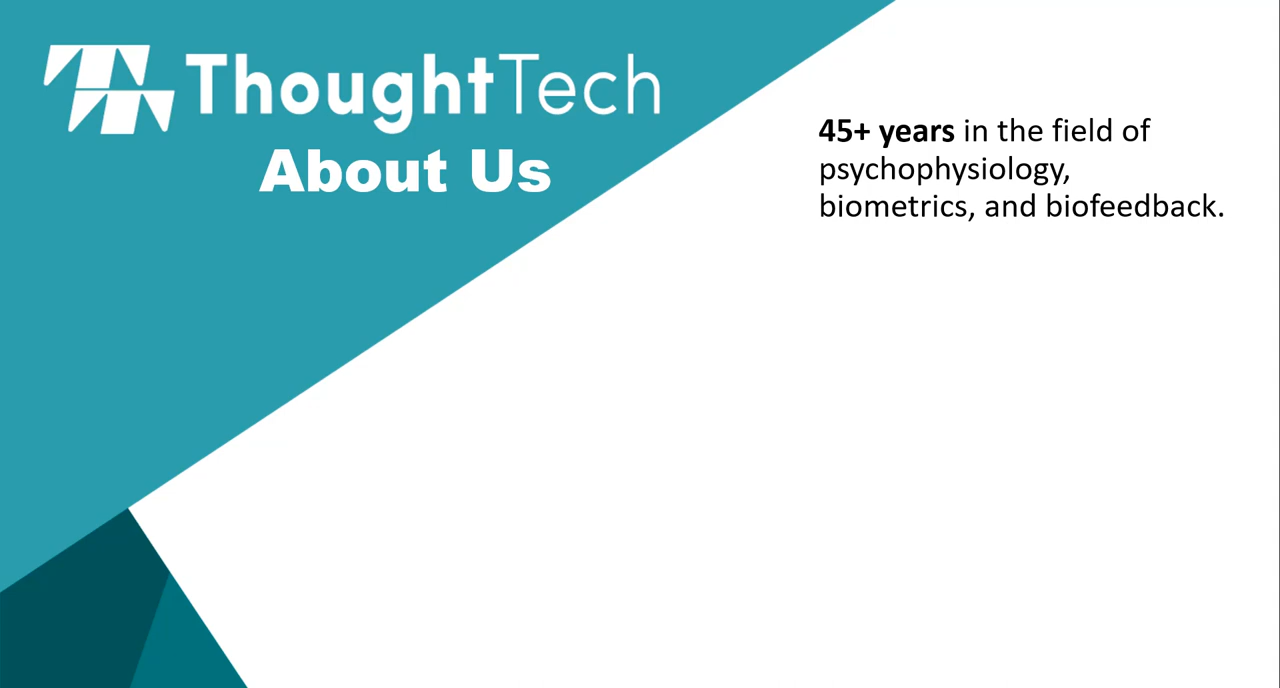 ThoughtTech
About Us
45+ years in the field of
psychophysiology,
biometrics, and biofeedback.